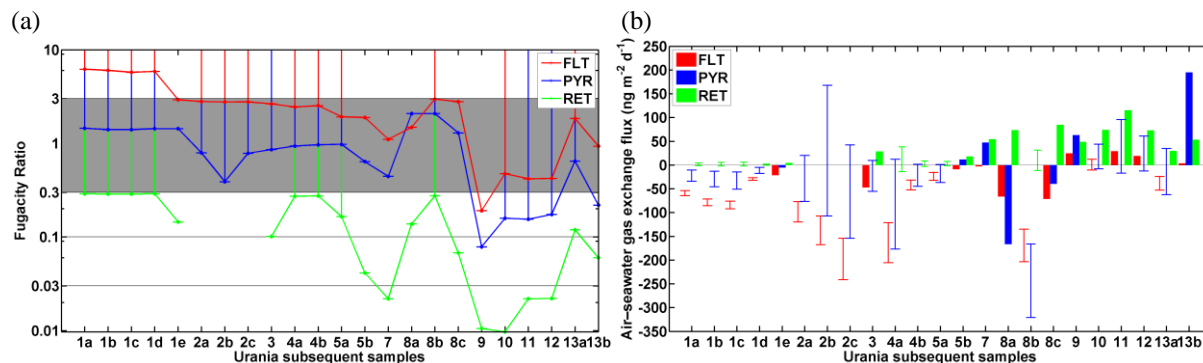 (a)
(b)
10
3
1
0.3
0.1
0.03
0.01
Fugacity Ratio
FLT
PYR
RET
1a 1b 1c 1d 1e 2a 2b 2c 3 4a 4b 5a 5b 7 8a 8b 8c 9 10 11 12 13a 13b
Urania subsequent samples
250
200
150
100
50
0
-50
-100
-150
-200
-250
-300
-350
Air-seawater gas exchange flux (ng m-2 d-1)
FLT
PYR
RET
1a 1b 1c 1d 1e 2a 2b 2c 3 4a 4b 5a 5b 7 8a 8b 8c 9 10 11 12 13a 13b
Urania subsequent samples